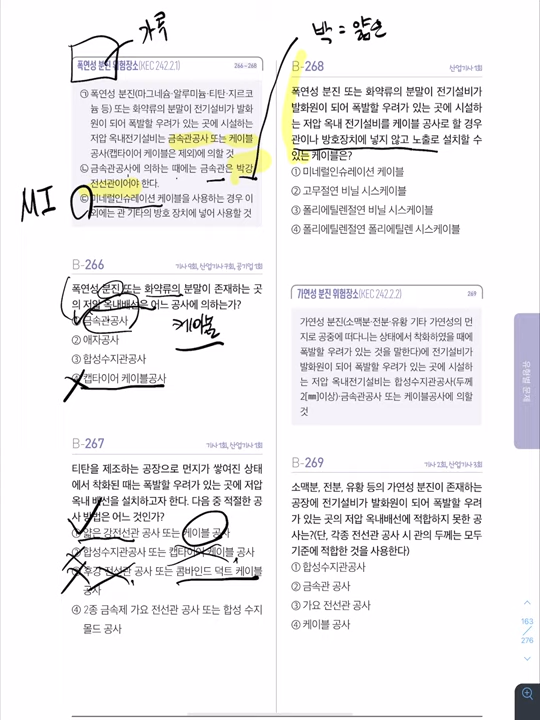 가루
박 = 얇은
폭연성 분진 위험장소(KEC 242.2.1) 266~268
㉠ 폭연성 분진(마그네슘·알루미늄·티탄·지르코
늄 등) 또는 화약류의 분말이 전기설비가 발화
원이 되어 폭발할 우려가 있는 곳에 시설하는
저압 옥내전기설비는 금속관공사 또는 케이블
공사(캡타이어 케이블은 제외)에 의할 것
㉡ 금속관공사에 의하는 때에는 금속관은 박강
전선관이어야 한다.
MI
㉢ 미네럴인슈레이션 케이블을 사용하는 경우 이
외에는 관 기타의 방호 장치에 넣어 사용할 것
B-266 기사 9회, 산업기사 7회, 공기업 1회
폭연성 분진 또는 화약류의 분말이 존재하는 곳
의 저압 옥내배선은 어느 공사에 의하는가?
① 금속관공사
케이블
② 애자공사
③ 합성수지관공사
④ 캡타이어 케이블공사
B-267 기사 1회, 산업기사 1회
티탄을 제조하는 공장으로 먼지가 쌓여진 상태
에서 착화된 때는 폭발할 우려가 있는 곳에 저압
옥내 배선을 설치하고자 한다. 다음 중 적절한 공
사 방법은 어느 것인가?
① 얇은 강전선관 공사 또는 케이블 공사
② 합성수지관공사 또는 캡타이어 케이블 공사
③ 후강 전선관 공사 또는 콤바인드 덕트 케이블
공사
④ 2종 금속제 가요 전선관 공사 또는 합성 수지
몰드 공사
B-268 산업기사 1회
폭연성 분진 또는 화약류의 분말이 전기설비가
발화원이 되어 폭발할 우려가 있는 곳에 시설하
는 저압 옥내 전기설비를 케이블 공사로 할 경우
관이나 방호장치에 넣지 않고 노출로 설치할 수
있는 케이블은?
① 미네럴인슈레이션 케이블
② 고무절연 비닐 시스케이블
③ 폴리에틸렌절연 비닐 시스케이블
④ 폴리에틸렌절연 폴리에틸렌 시스케이블
가연성 분진 위험장소(KEC 242.2.2) 269
가연성 분진(소맥분·전분·유황 기타 가연성의 먼
지로 공중에 떠다니는 상태에서 착화하였을 때에
폭발할 우려가 있는 것을 말한다)에 전기설비가
발화원이 되어 폭발할 우려가 있는 곳에 시설하
는 저압 옥내전기설비는 합성수지관공사(두께
2[㎜]이상)·금속관공사 또는 케이블공사에 의할
것
B-269 기사 2회, 산업기사 3회
소맥분, 전분, 유황 등의 가연성 분진이 존재하는
공장에 전기설비가 발화원이 되어 폭발할 우려
가 있는 곳의 저압 옥내배선에 적합하지 못한 공
사는?(단, 각종 전선관 공사 시 관의 두께는 모두
기준에 적합한 것을 사용한다)
① 합성수지관공사
② 금속관 공사
③ 가요 전선관 공사
④ 케이블 공사
유형별 문제
163
276